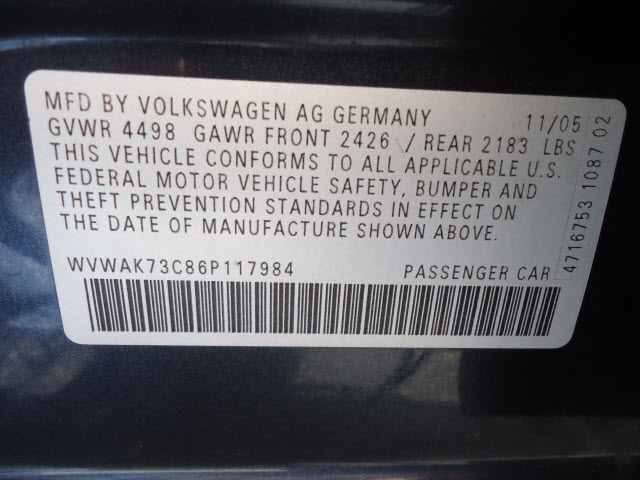 MFD BY VOLKSWAGEN AG GERMANY 11/05
GVWR 4498 GAWR FRONT 2426 / REAR 2183 LBS
THIS VEHICLE CONFORMS TO ALL APPLICABLE U.S.
FEDERAL MOTOR VEHICLE SAFETY, BUMPER AND
THEFT PREVENTION STANDARDS IN EFFECT ON
THE DATE OF MANUFACTURE SHOWN ABOVE.
WVWAK73C86P117984 PASSENGER CAR
4716753 1087 02